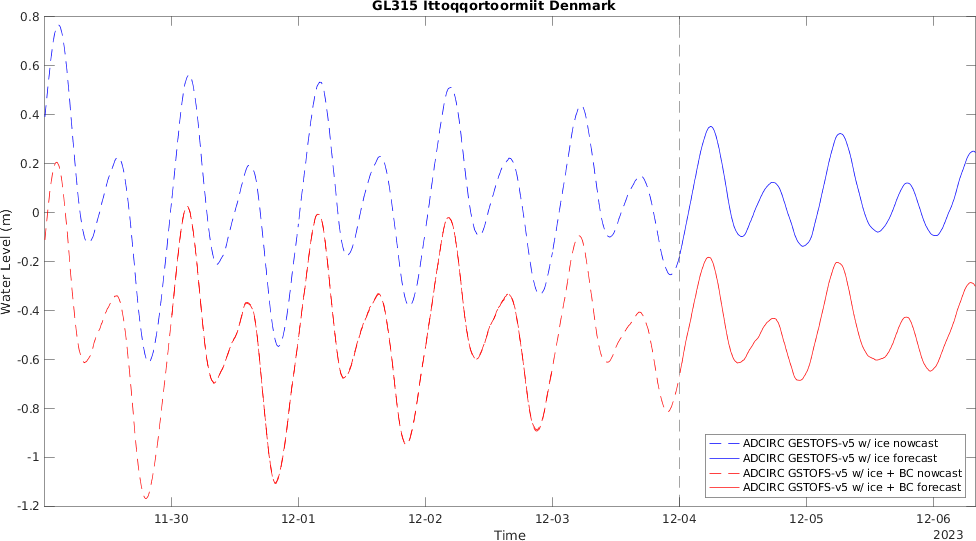 GL315 Ittoqqortoormiit Denmark
0.8
0.6
0.4
0.2
0
-0.2
-0.4
-0.6
-0.8
-1
-1.2
Water Level (m)
11-30
12-01
12-02
12-03
12-04
12-05
12-06
Time
2023
ADCIRC GESTOFS-v5 w/ ice nowcast
ADCIRC GESTOFS-v5 w/ ice forecast
ADCIRC GSTOFS-v5 w/ ice + BC nowcast
ADCIRC GSTOFS-v5 w/ ice + BC forecast